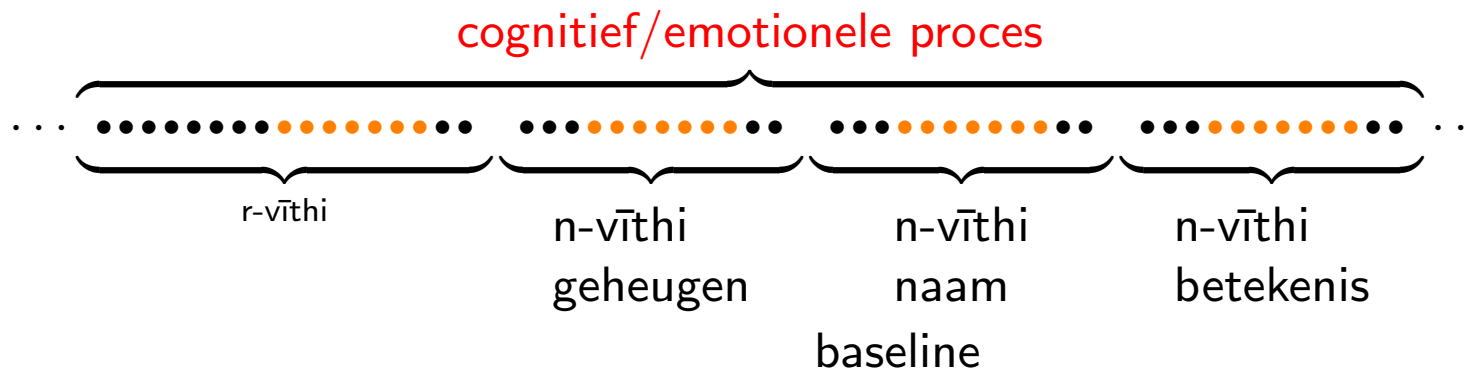 cognitief/emotionele proces
r-vīthi
n-vīthi n-vīthi n-vīthi
geheugen naam betekenis
baseline